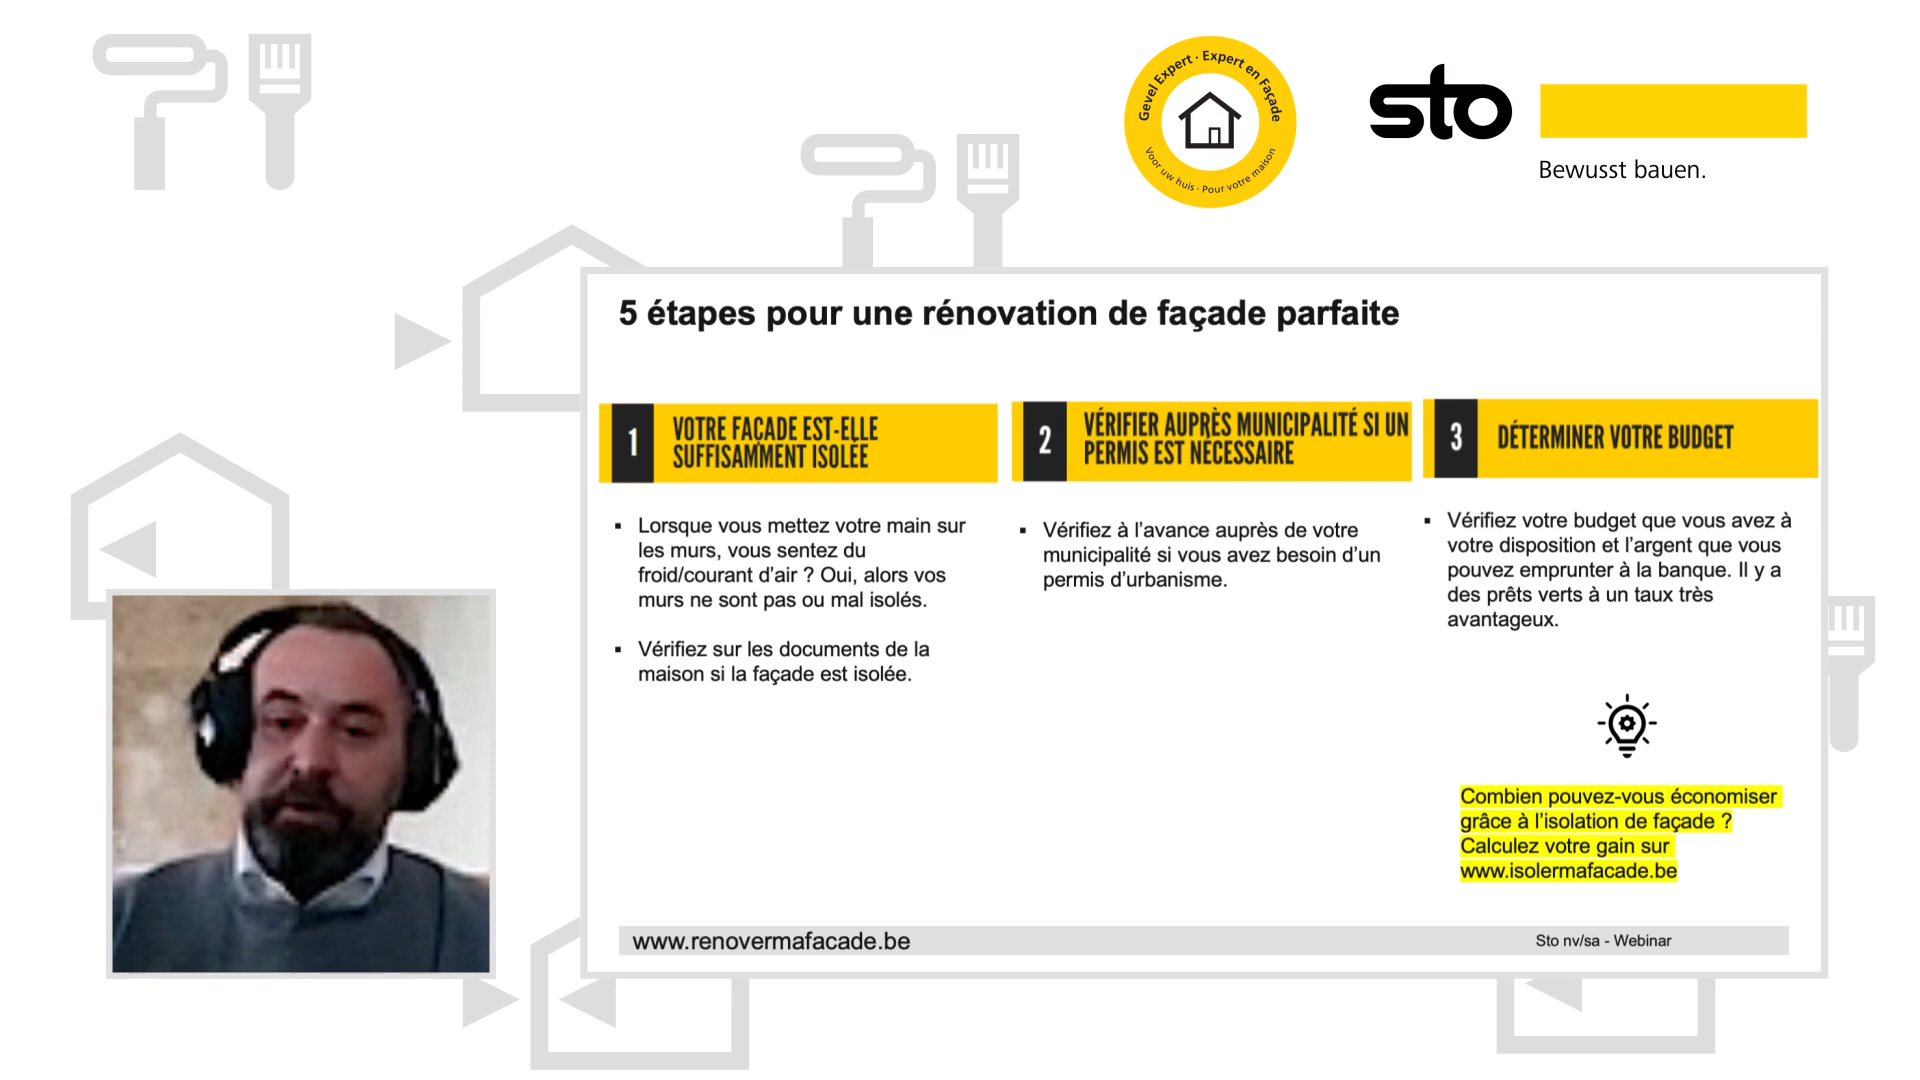 Gevel Expert · Expert en Façade
Voor uw huis · Pour votre maison
sto
Bewusst bauen.
5 étapes pour une rénovation de façade parfaite
1
VOTRE FAÇADE EST-ELLE
SUFFISAMMENT ISOLÉE
▪ Lorsque vous mettez votre main sur
les murs, vous sentez du
froid/courant d’air ? Oui, alors vos
murs ne sont pas ou mal isolés.
▪ Vérifiez sur les documents de la
maison si la façade est isolée.
2
VÉRIFIER AUPRÈS MUNICIPALITÉ SI UN
PERMIS EST NÉCESSAIRE
▪ Vérifiez à l’avance auprès de votre
municipalité si vous avez besoin d’un
permis d’urbanisme.
3
DÉTERMINER VOTRE BUDGET
▪ Vérifiez votre budget que vous avez à
votre disposition et l’argent que vous
pouvez emprunter à la banque. Il y a
des prêts verts à un taux très
avantageux.
Combien pouvez-vous économiser
grâce à l’isolation de façade ?
Calculez votre gain sur
www.isolermafacade.be
www.renovermafacade.be
Sto nv/sa - Webinar